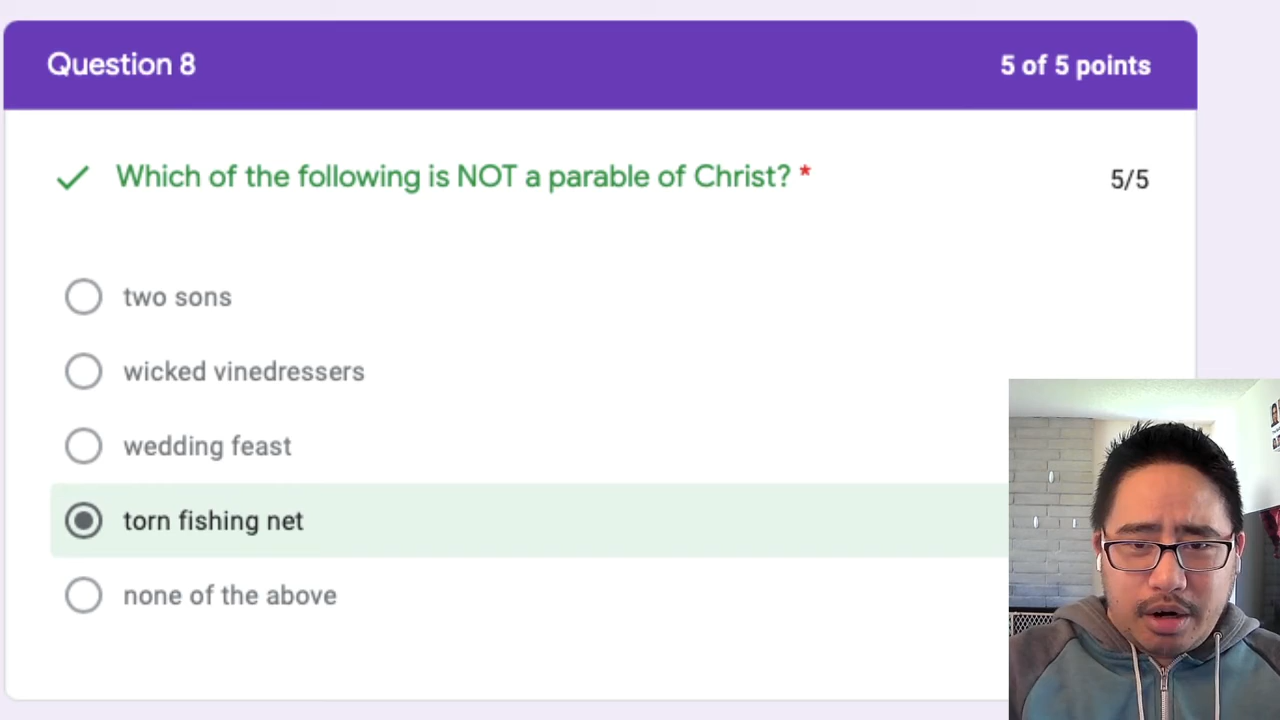 Question 8
5 of 5 points
Which of the following is NOT a parable of Christ? *
5/5
two sons
wicked vinedressers
wedding feast
torn fishing net
none of the above